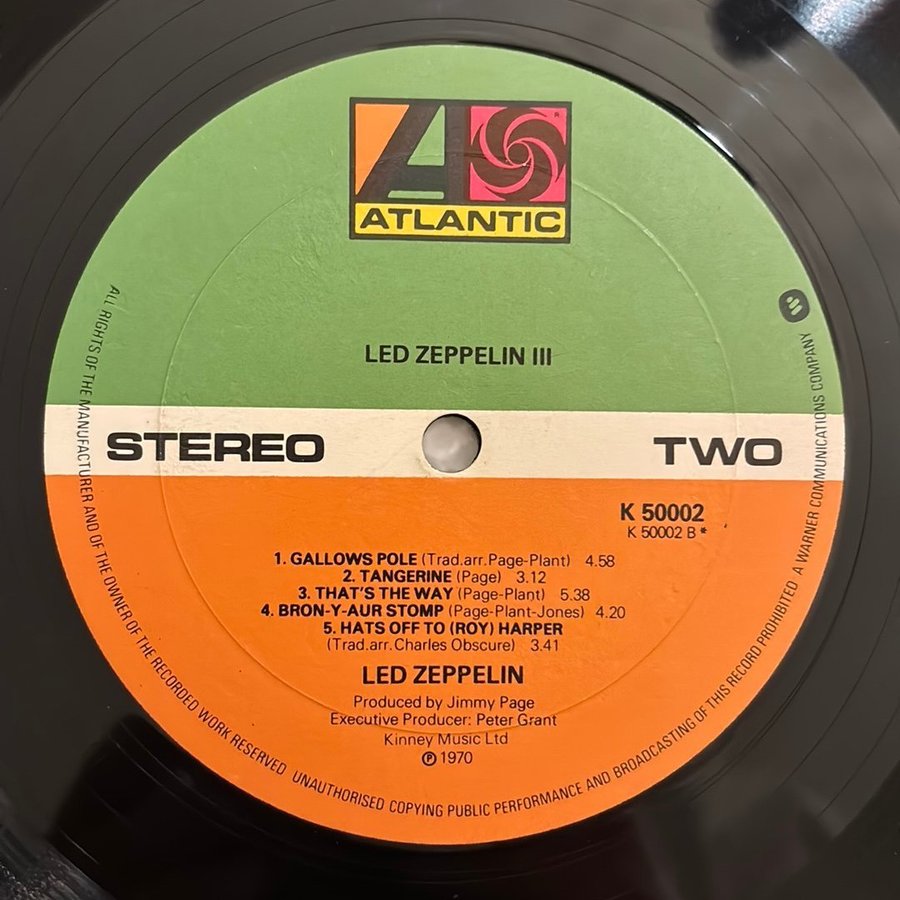 ATLANTIC
®
LED ZEPPELIN III
STEREO
TWO
K 50002
K 50002 B*
1. GALLOWS POLE (Trad.arr.Page-Plant) 4.58
2. TANGERINE (Page) 3.12
3. THAT'S THE WAY (Page-Plant) 5.38
4. BRON-Y-AUR STOMP (Page-Plant-Jones) 4.20
5. HATS OFF TO (ROY) HARPER
(Trad.arr.Charles Obscure) 3.41
LED ZEPPELIN
Produced by Jimmy Page
Executive Producer: Peter Grant
Kinney Music Ltd
℗ 1970
ALL RIGHTS OF THE MANUFACTURER AND OF THE OWNER OF THE RECORDED WORK RESERVED UNAUTHORISED COPYING PUBLIC PERFORMANCE AND BROADCASTING OF THIS RECORD PROHIBITED A WARNER COMMUNICATIONS COMPANY